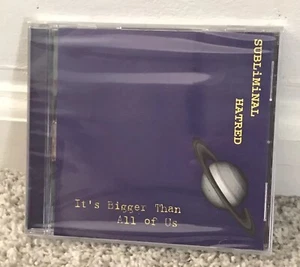 SUBLiMiNAL
HATRED
It's Bigger Than
All of Us